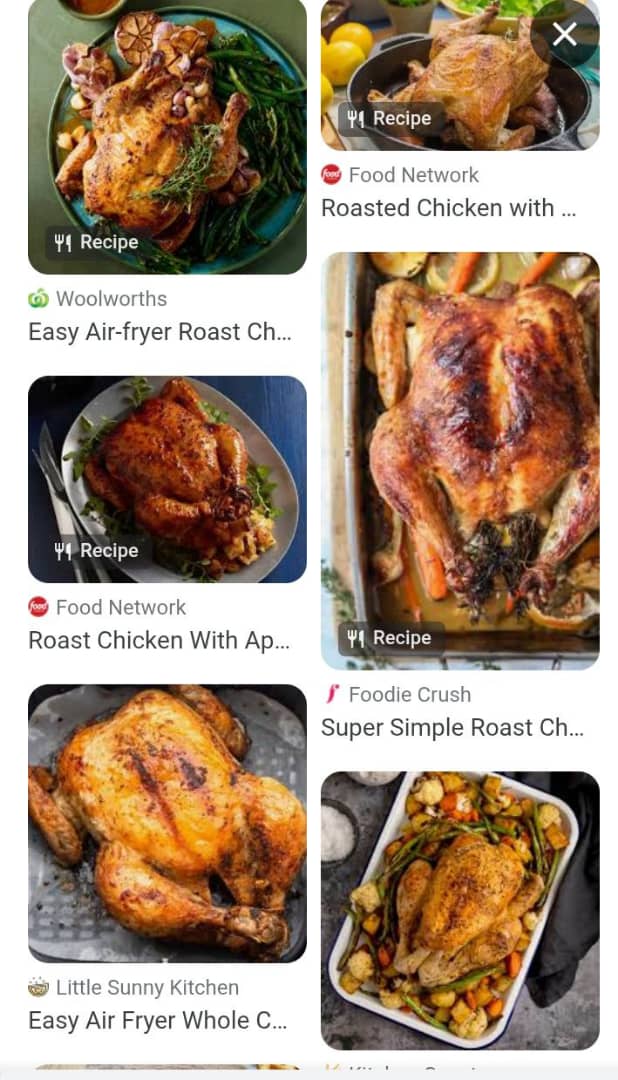 Recipe
Woolworths
Easy Air-fryer Roast Ch...
Recipe
Food Network
Roast Chicken With Ap...
Little Sunny Kitchen
Easy Air Fryer Whole C...
Recipe
food Food Network
Roasted Chicken with ...
Recipe
Foodie Crush
Super Simple Roast Ch...